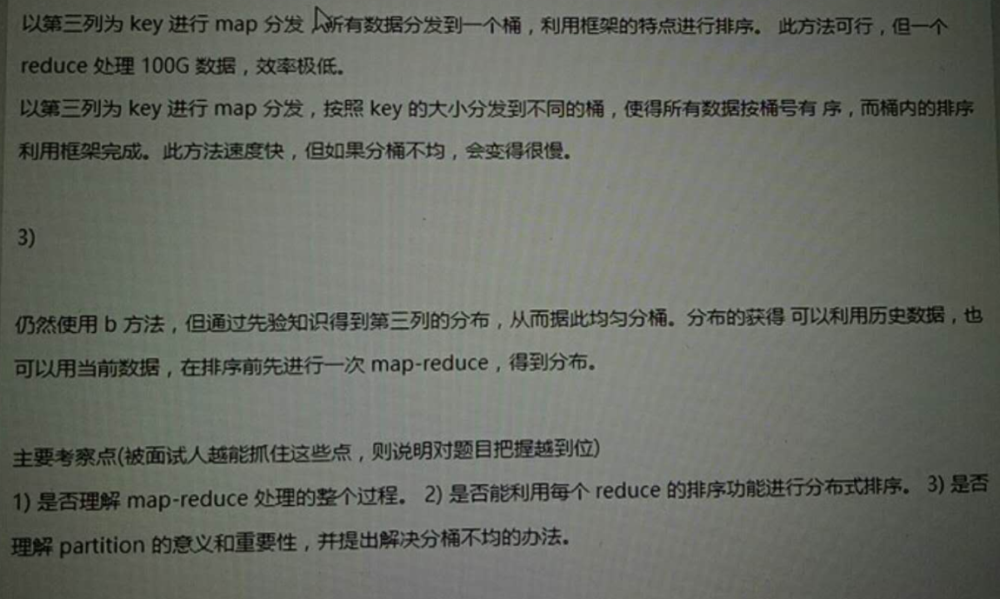 以第三列为 key 进行 map 分发，所有数据分发到一个桶，利用框架的特点进行排序。 此方法可行，但一个
reduce 处理 100G 数据，效率极低。
以第三列为 key 进行 map 分发，按照 key 的大小分发到不同的桶，使得所有数据按桶号有 序，而桶内的排序
利用框架完成。此方法速度快，但如果分桶不均，会变得很慢。
3)
仍然使用 b 方法，但通过先验知识得到第三列的分布，从而据此均匀分桶。分布的获得 可以利用历史数据，也
可以用当前数据，在排序前先进行一次 map-reduce，得到分布。
主要考察点(被面试人越能抓住这些点，则说明对题目把握越到位)
1) 是否理解 map-reduce 处理的整个过程。 2) 是否能利用每个 reduce 的排序功能进行分布式排序。 3) 是否
理解 partition 的意义和重要性，并提出解决分桶不均的办法。